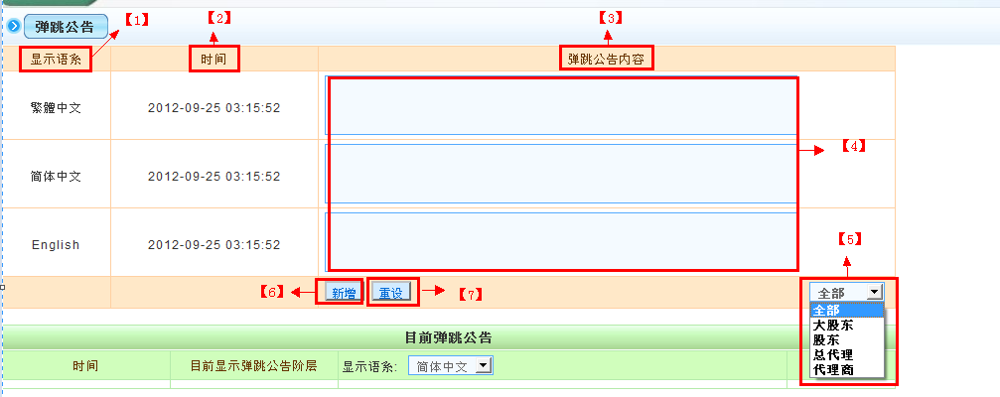 弹跳公告
【1】
【2】
【3】
显示语系 时间 弹跳公告内容
繁體中文 2012-09-25 03:15:52
【4】
简体中文 2012-09-25 03:15:52
English 2012-09-25 03:15:52
【5】
【6】 新增 重设 【7】 全部
全部
大股东
股东
总代理
代理商
目前弹跳公告
时间 目前显示弹跳公告阶层 显示语系: 简体中文